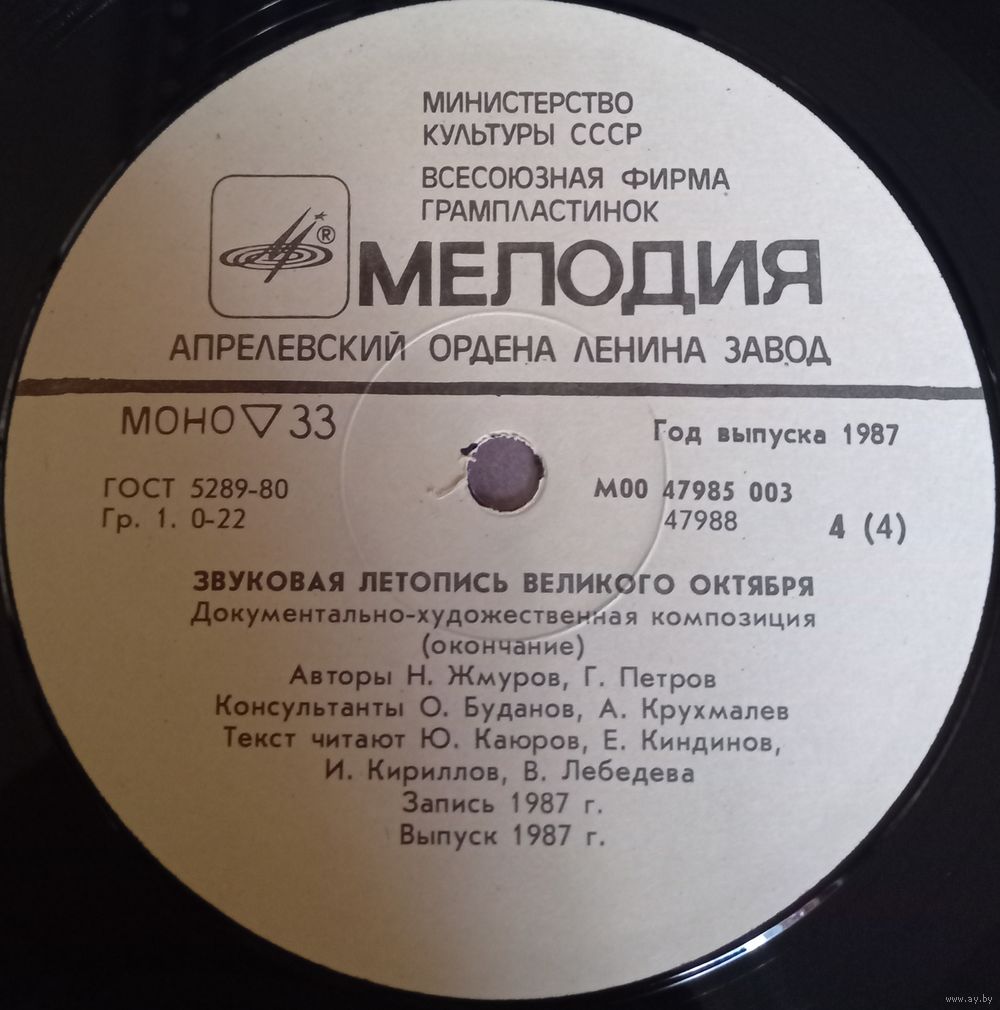 МИНИСТЕРСТВО
КУЛЬТУРЫ СССР
ВСЕСОЮЗНАЯ ФИРМА
ГРАМПЛАСТИНОК
®
МЕЛОДИЯ
АПРЕЛЕВСКИЙ ОРДЕНА ЛЕНИНА ЗАВОД
МОНО ▽ 33
Год выпуска 1987
ГОСТ 5289-80
М00 47985 003
Гр. 1. 0-22
47988
4 (4)
ЗВУКОВАЯ ЛЕТОПИСЬ ВЕЛИКОГО ОКТЯБРЯ
Документально-художественная композиция
(окончание)
Авторы Н. Жмуров, Г. Петров
Консультанты О. Буданов, А. Крухмалев
Текст читают Ю. Каюров, Е. Киндинов,
И. Кириллов, В. Лебедева
Запись 1987 г.
Выпуск 1987 г.
www.ay.by